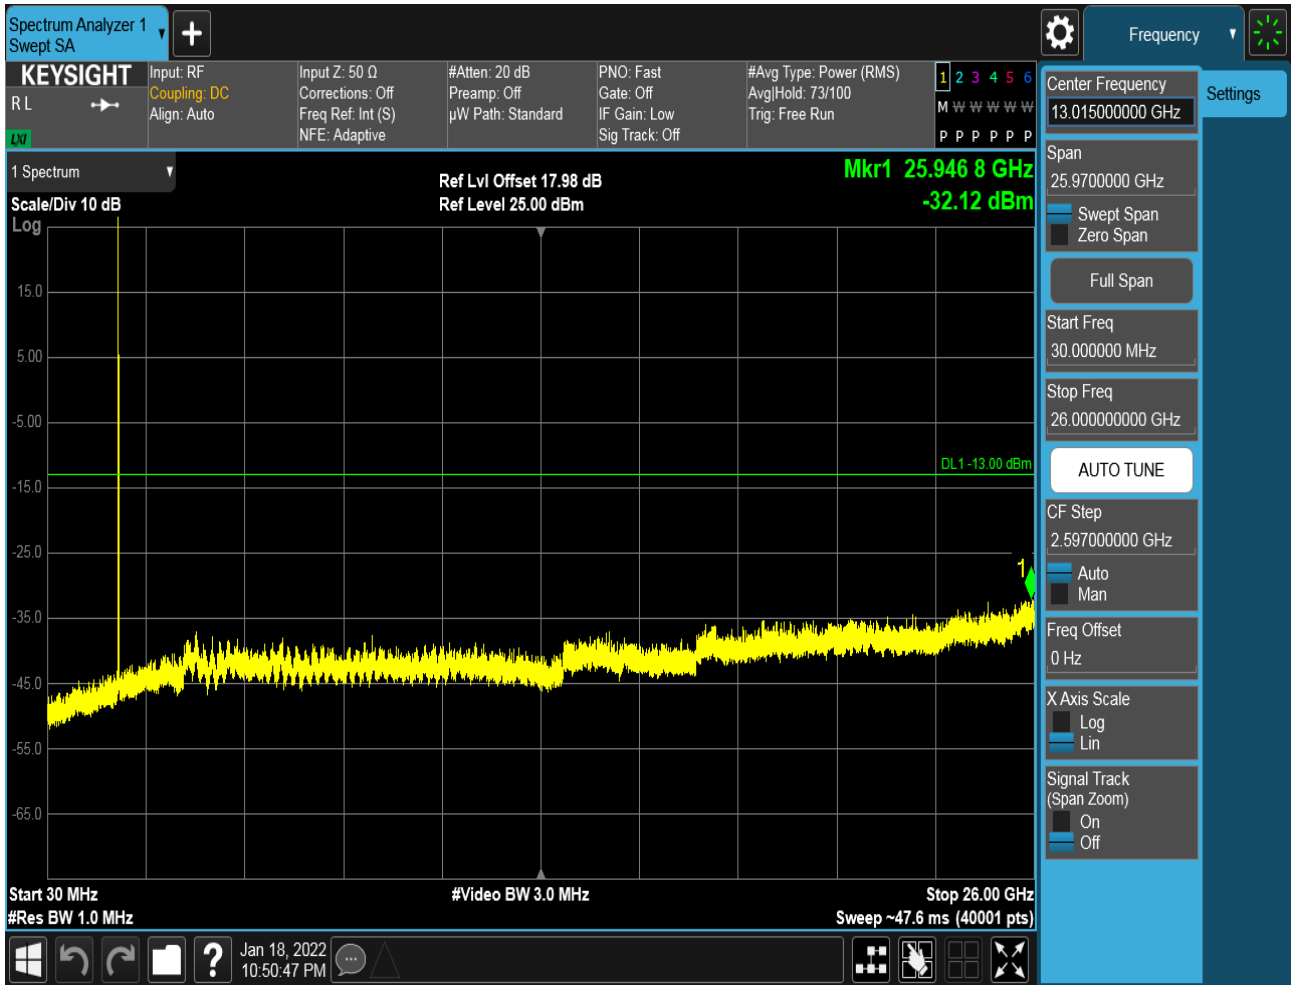 Spectrum Analyzer 1
Swept SA
Frequency
KEYSIGHT
R L
LXI
Input: RF
Coupling: DC
Align: Auto
Input Z: 50 Ω
Corrections: Off
Freq Ref: Int (S)
NFE: Adaptive
#Atten: 20 dB
Preamp: Off
µW Path: Standard
PNO: Fast
Gate: Off
IF Gain: Low
Sig Track: Off
#Avg Type: Power (RMS)
Avg|Hold: 73/100
Trig: Free Run
1 2 3 4 5 6
M W W W W W
P P P P P P
1 Spectrum
Scale/Div 10 dB
Log
Ref Lvl Offset 17.98 dB
Ref Level 25.00 dBm
Mkr1 25.946 8 GHz
-32.12 dBm
15.0
5.00
-5.00
-15.0
-25.0
-35.0
-45.0
-55.0
-65.0
DL1 -13.00 dBm
1
Start 30 MHz
#Res BW 1.0 MHz
#Video BW 3.0 MHz
Stop 26.00 GHz
Sweep ~47.6 ms (40001 pts)
Jan 18, 2022
10:50:47 PM
Center Frequency
13.015000000 GHz
Settings
Span
25.9700000 GHz
Swept Span
Zero Span
Full Span
Start Freq
30.000000 MHz
Stop Freq
26.000000000 GHz
AUTO TUNE
CF Step
2.597000000 GHz
Auto
Man
Freq Offset
0 Hz
X Axis Scale
Log
Lin
Signal Track
(Span Zoom)
On
Off